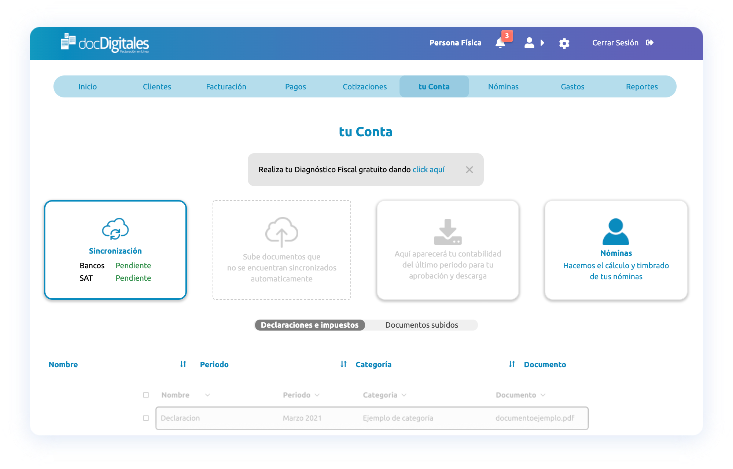 docDigitales
Facturación en Línea
Persona Física
3
Cerrar Sesión
Inicio
Clientes
Facturación
Pagos
Cotizaciones
tu Conta
Nóminas
Gastos
Reportes
tu Conta
Realiza tu Diagnóstico Fiscal gratuito dando click aquí
Sincronización
Bancos Pendiente
SAT Pendiente
Sube documentos que
no se encuentran sincronizados
automaticamente
Aquí aparecerá tu contabilidad
del último periodo para tu
aprobación y descarga
Nóminas
Hacemos el cálculo y timbrado
de tus nóminas
Declaraciones e impuestos
Documentos subidos
Nombre Periodo Categoría Documento
Nombre Periodo Categoría Documento
Declaracion Marzo 2021 Ejemplo de categoría documentoejemplo.pdf